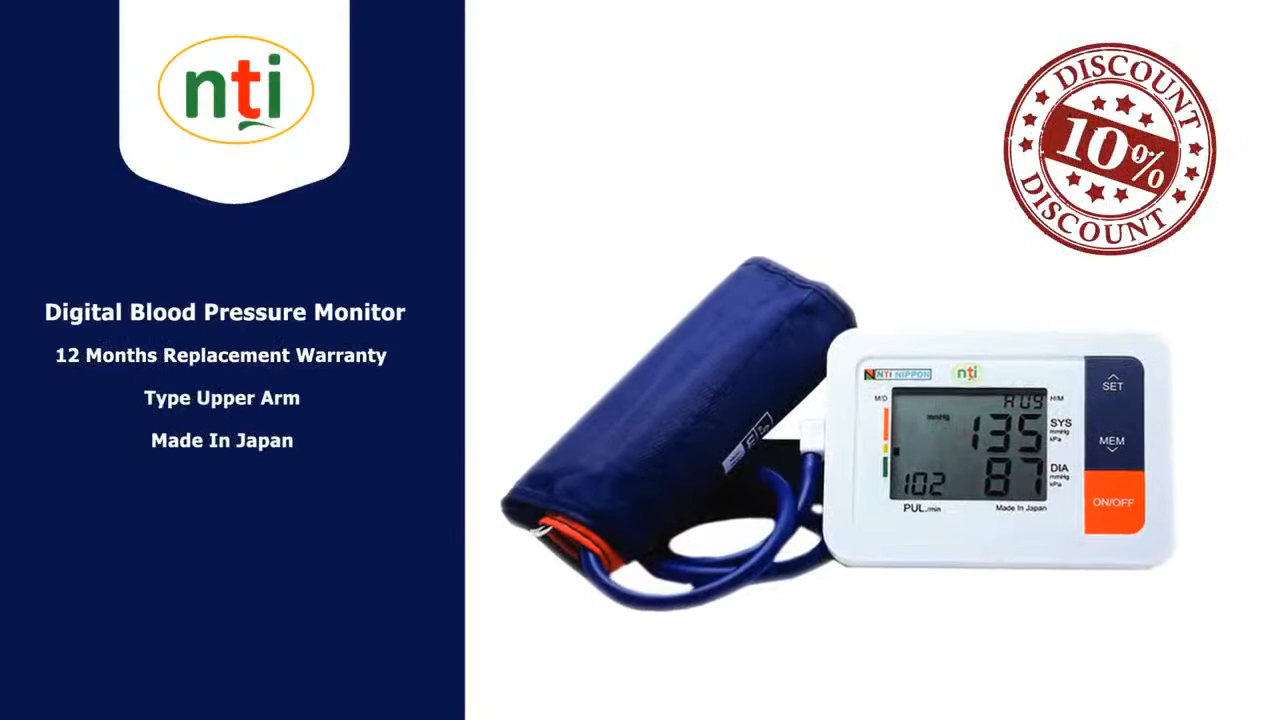 nti
Digital Blood Pressure Monitor
12 Months Replacement Warranty
Type Upper Arm
Made In Japan
DISCOUNT
10%
DISCOUNT
NTI NIPPON
nti
M/D
H/M
mmHg
135
SYS
mmHg
kPa
87
DIA
mmHg
kPa
102
PUL./min
Made In Japan
SET
MEM
ON/OFF